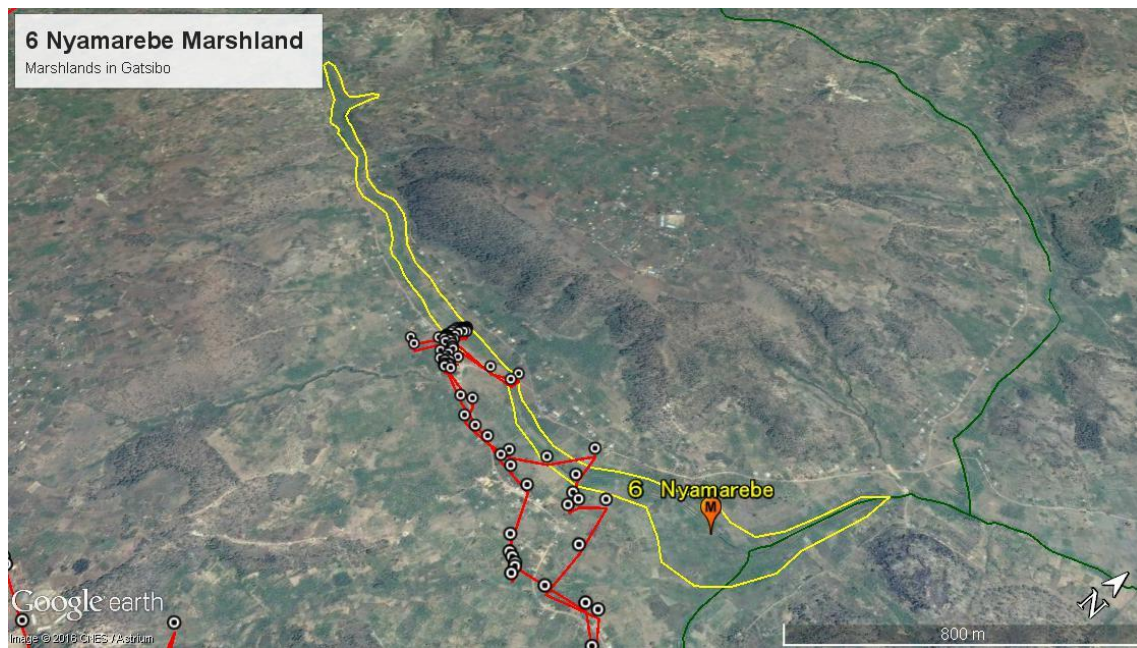 6 Nyamarebe Marshland
Marshlands in Gatsibo
6 Nyamarebe
M
Google earth
Image © 2016 CNES / Astrium
N
800 m